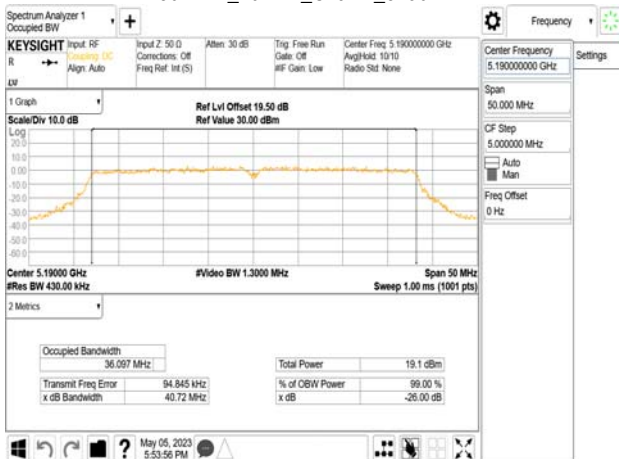 Spectrum Analyzer 1
Occupied BW
+
Frequency
KEYSIGHT
R
Input: RF
Coupling: DC
Align: Auto
Input Z: 50 Ω
Corrections: Off
Freq Ref: Int (S)
Atten: 30 dB
Trig: Free Run
Gate: Off
#IF Gain: Low
Center Freq: 5.190000000 GHz
Avg|Hold: 10/10
Radio Std: None
Center Frequency
5.190000000 GHz
Settings
Span
50.000 MHz
CF Step
5.000000 MHz
Auto
Man
Freq Offset
0 Hz
1 Graph
Scale/Div 10.0 dB
Ref Lvl Offset 19.50 dB
Ref Value 30.00 dBm
Log
20.0
10.0
0.00
-10.0
-20.0
-30.0
-40.0
-50.0
-60.0
Center 5.19000 GHz
#Res BW 430.00 kHz
#Video BW 1.3000 MHz
Span 50 MHz
Sweep 1.00 ms (1001 pts)
2 Metrics
Occupied Bandwidth
36.097 MHz
Total Power 19.1 dBm
Transmit Freq Error 94.845 kHz
% of OBW Power 99.00 %
x dB Bandwidth 40.72 MHz
x dB -26.00 dB
?
May 05, 2023
5:53:56 PM